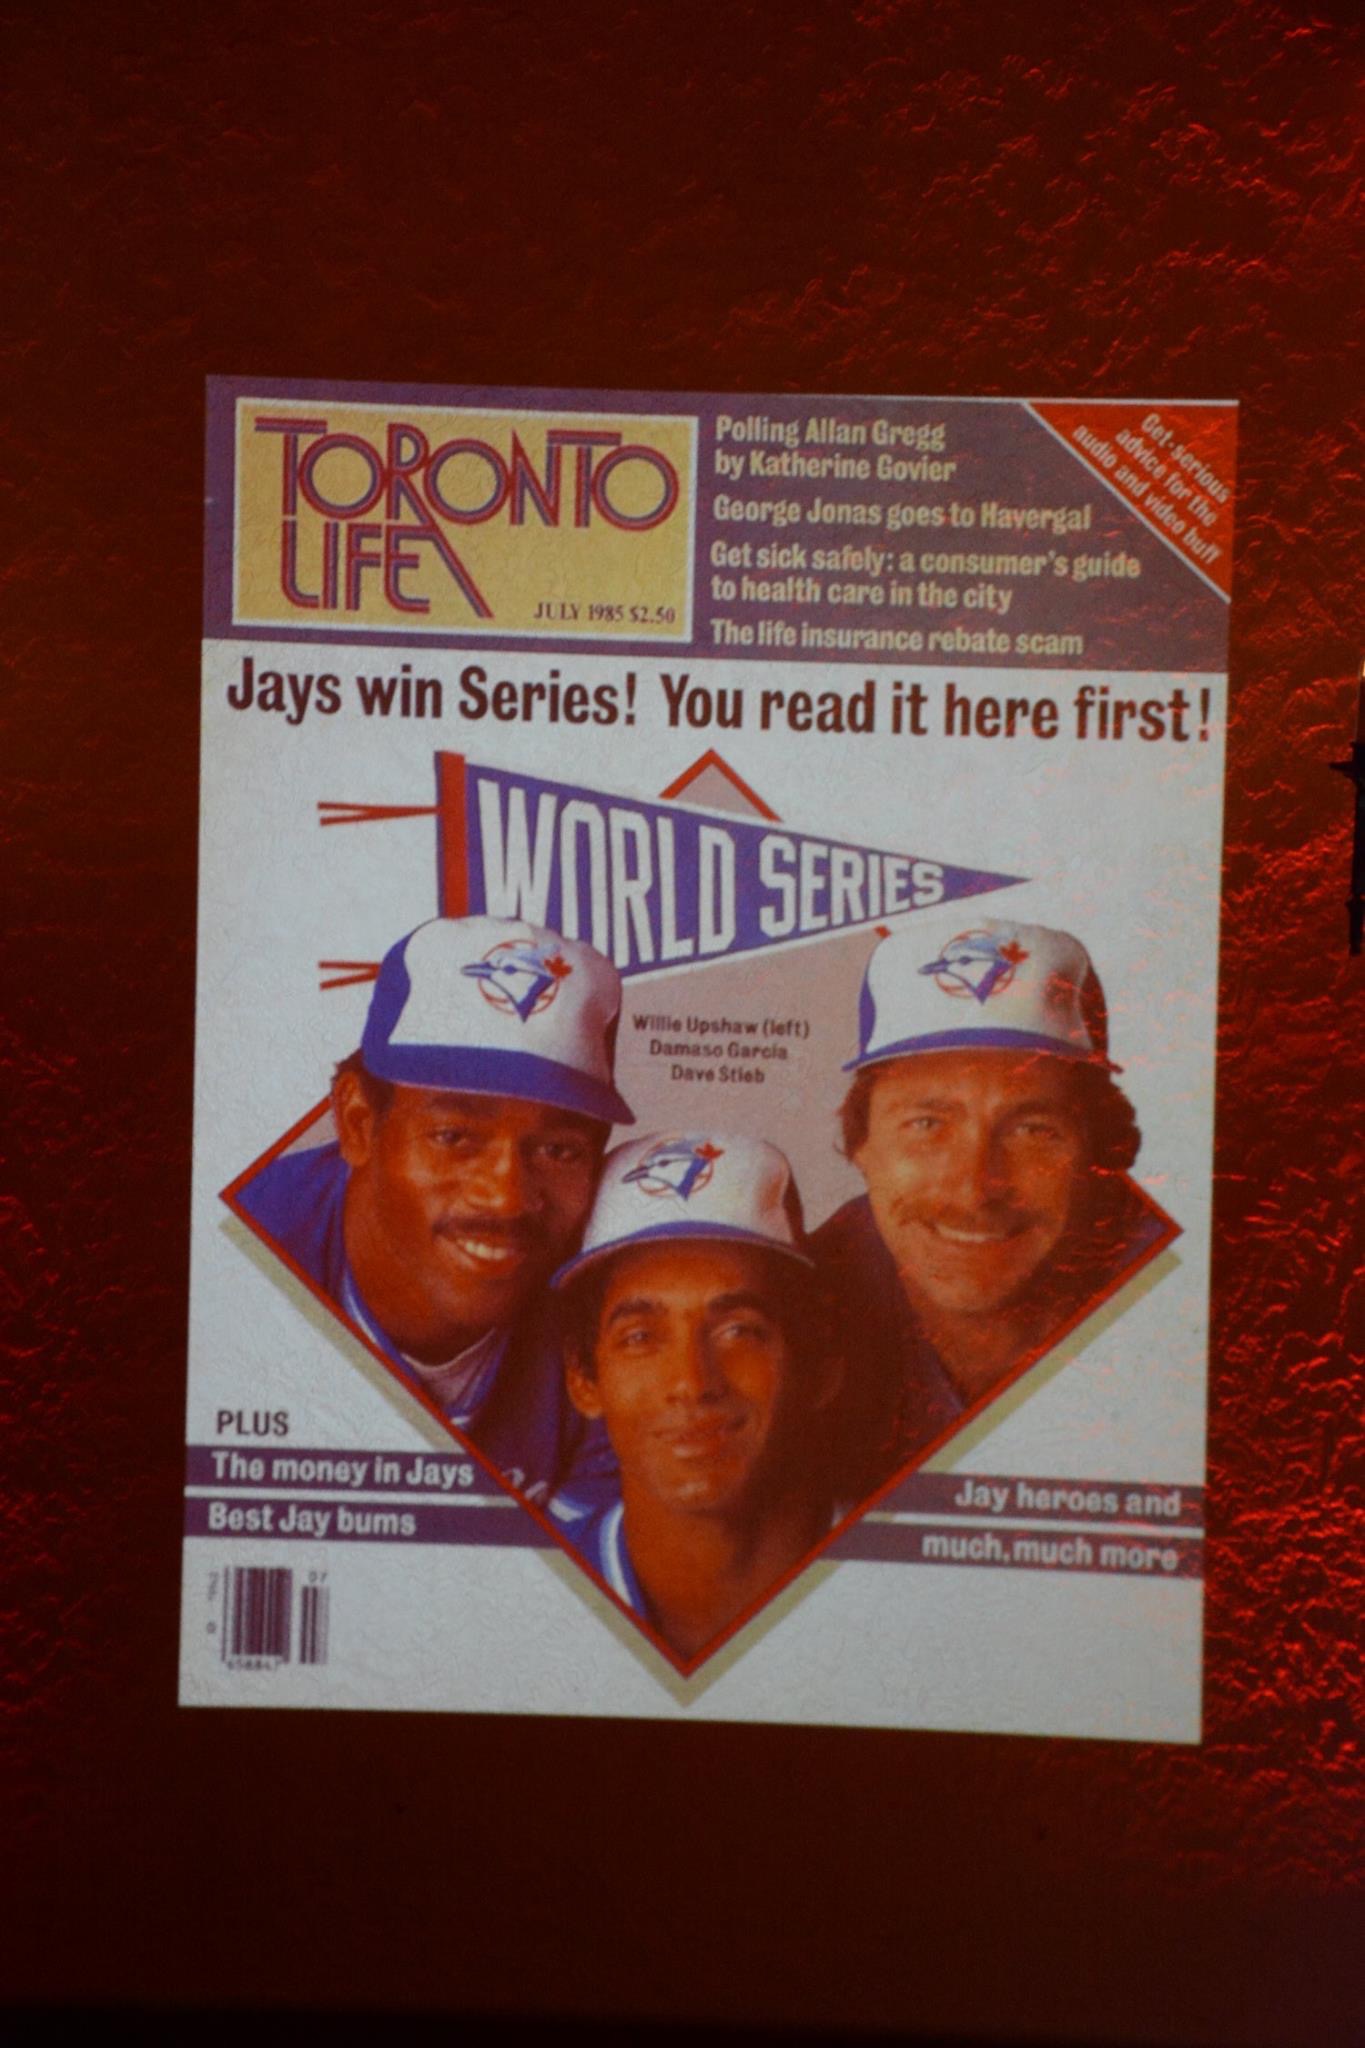 TORONTO
LIFE
JULY 1985 $2.50
Polling Allan Gregg
by Katherine Govier
George Jonas goes to Havergal
Get sick safely: a consumer's guide
to health care in the city
The life insurance rebate scam
Get-serious
advice for the
audio and video buff
Jays win Series! You read it here first!
WORLD SERIES
Willie Upshaw (left)
Damaso Garcia
Dave Stieb
PLUS
The money in Jays
Best Jay bums
Jay heroes and
much, much more
07